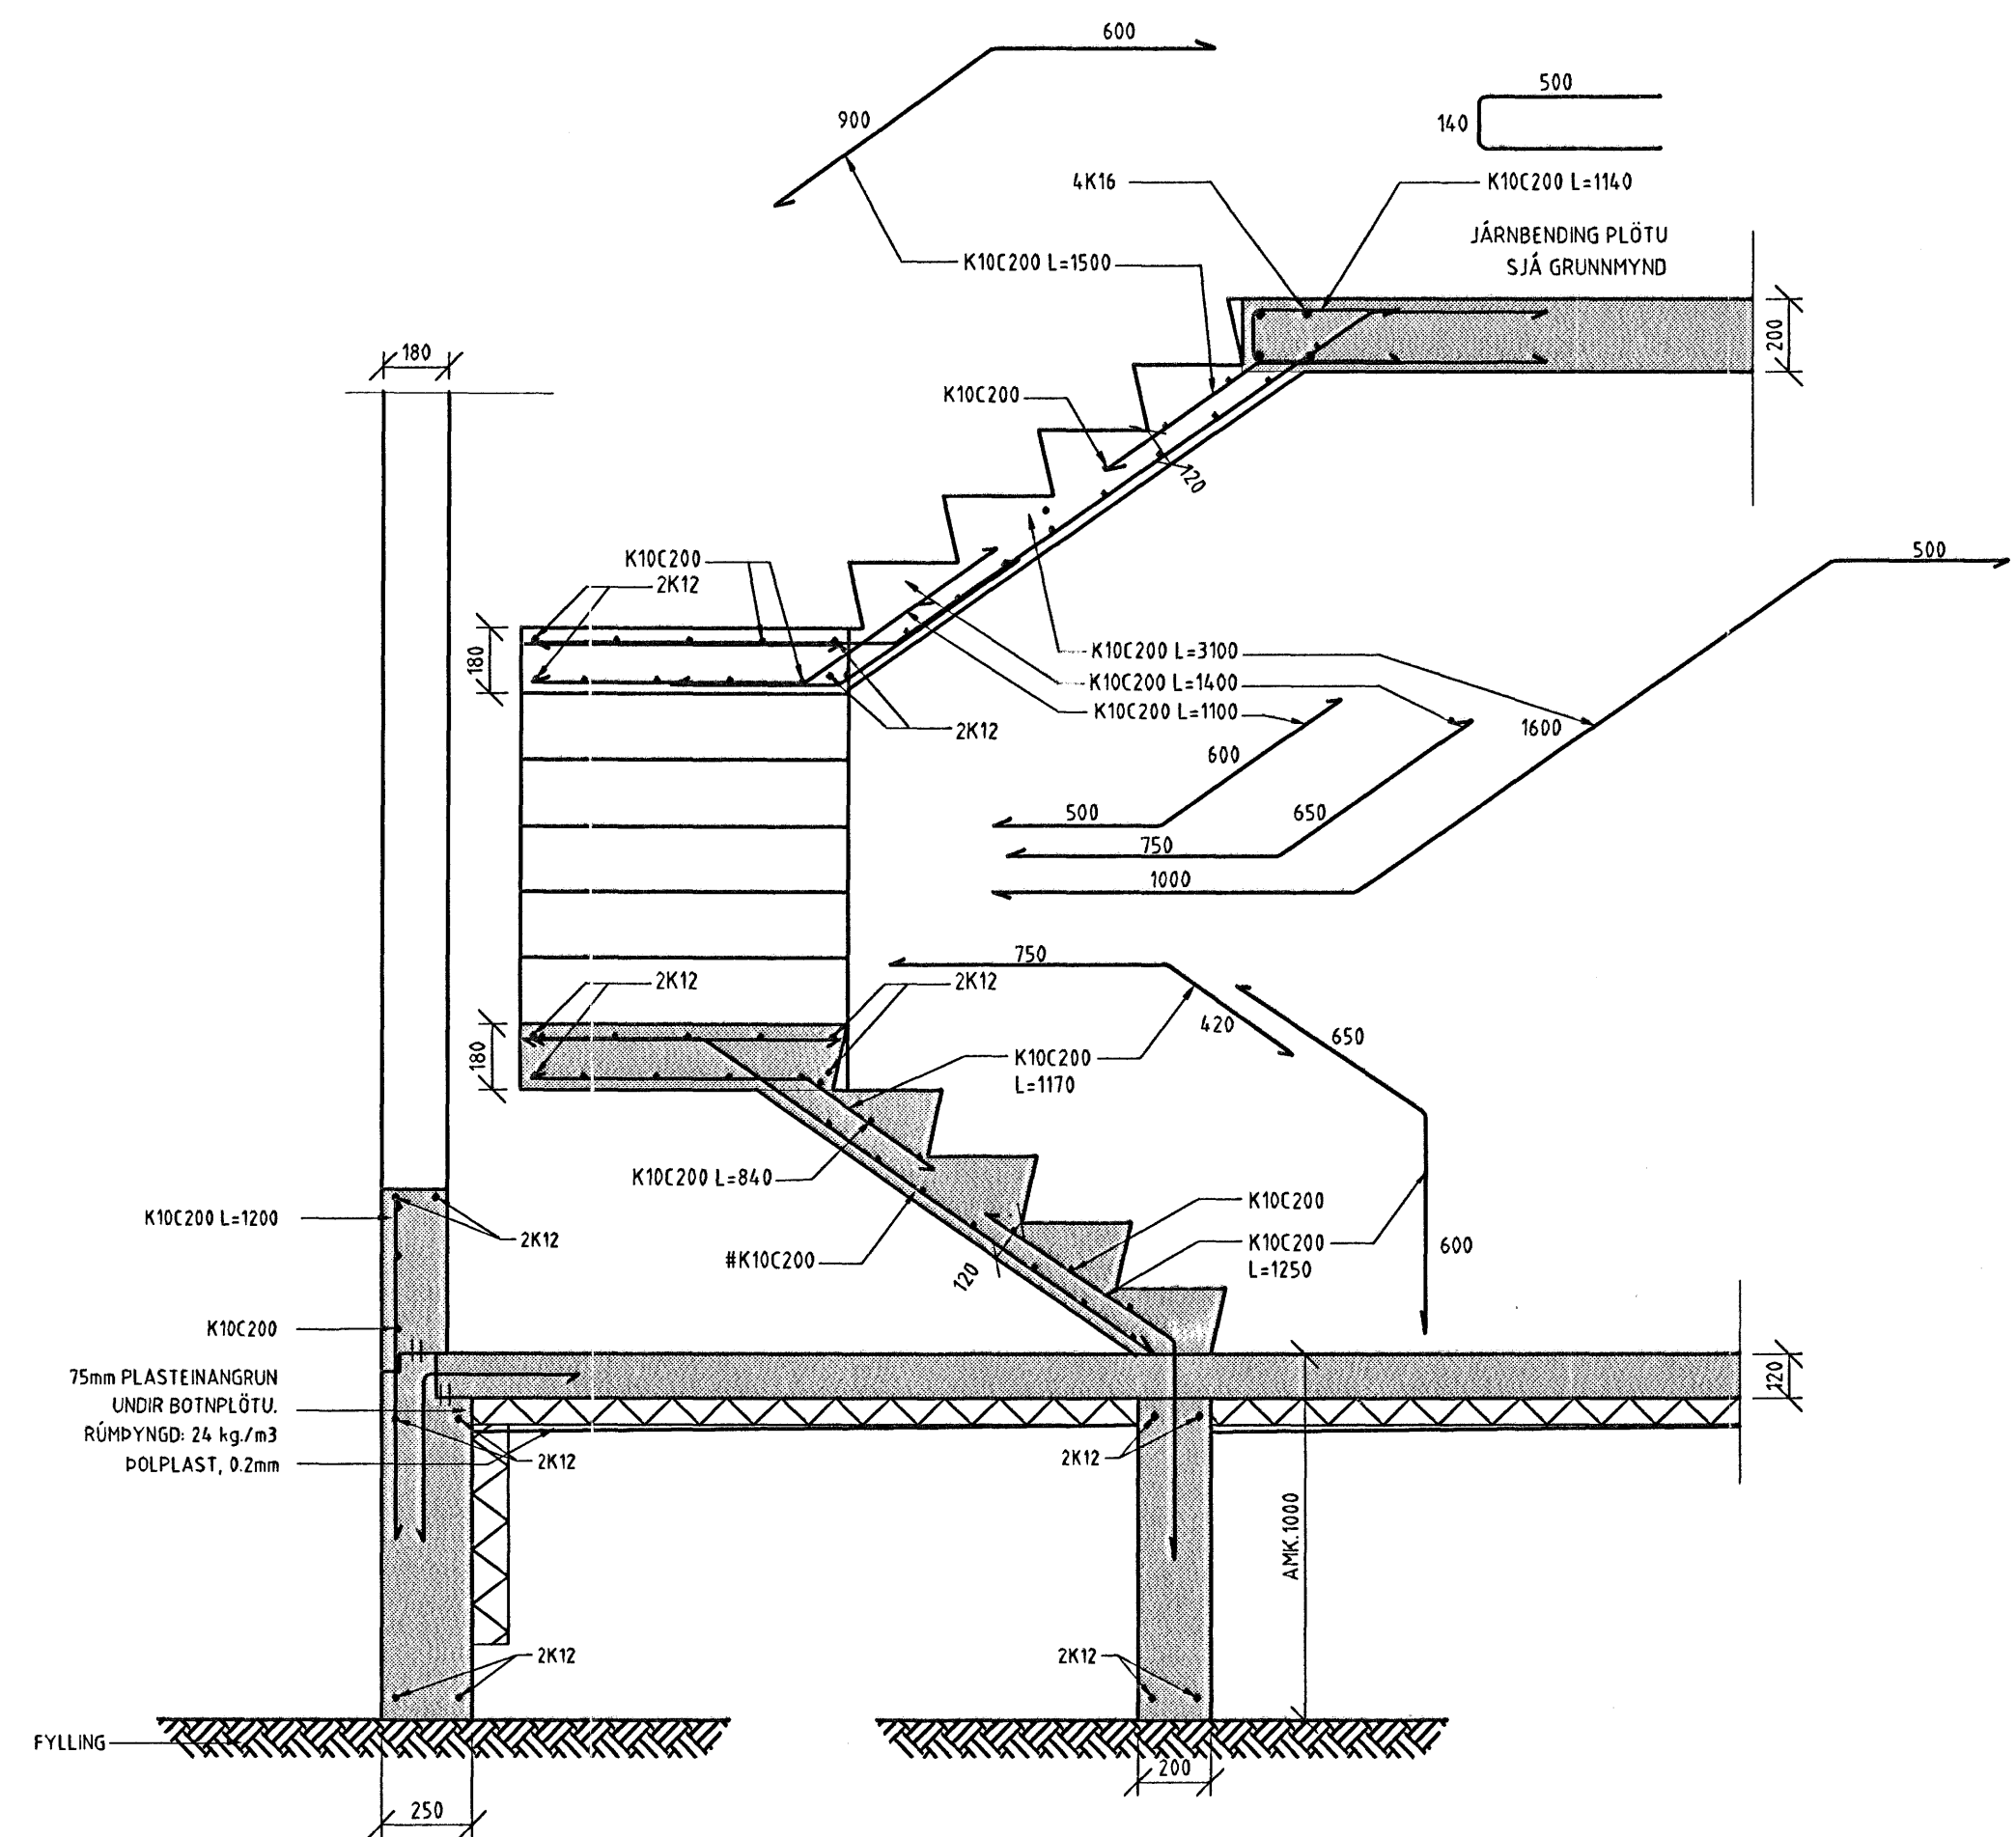 600
500
900
140
4K16
K10C200 L=1140
JÁRNBENDING PLÖTU
SJÁ GRUNNMYND
K10C200 L=1500
200
180
K10C200
120
K10C200
2K12
500
180
K10C200 L=3100
K10C200 L=1400
K10C200 L=1100
2K12
1600
600
500
650
750
1000
750
2K12
2K12
420
650
180
K10C200
L=1170
K10C200 L=840
K10C200
K10C200 L=1200
2K12
#K10C200
120
K10C200
L=1250
600
K10C200
75mm PLASTEINANGRUN
UNDIR BOTNPLÖTU.
RÚMÞYNGD: 24 kg./m3
ÞOLPLAST, 0.2mm
120
2K12
2K12
AMK.1000
2K12
2K12
FYLLING
200
250